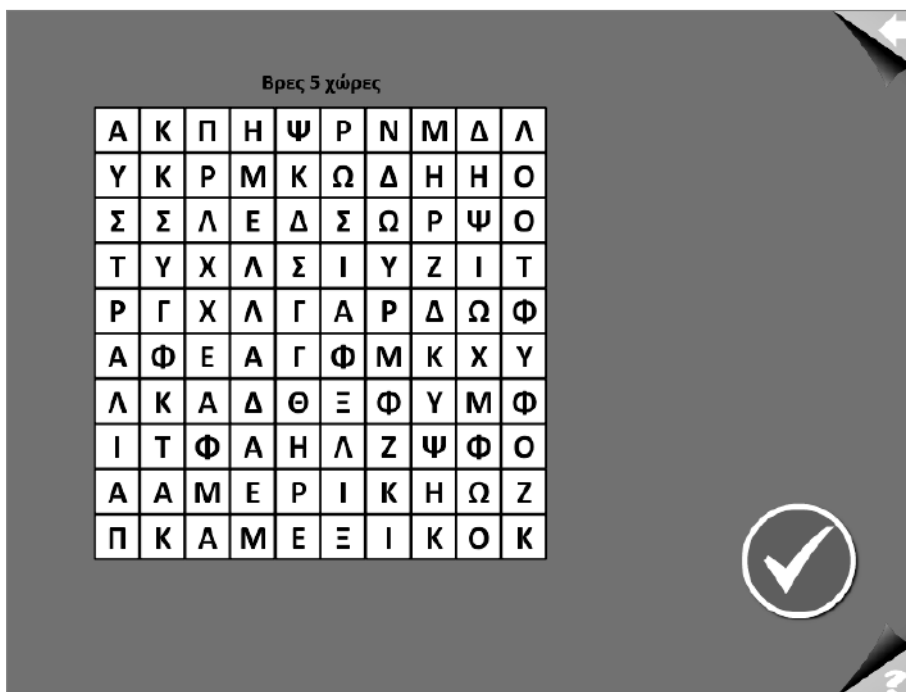 Βρες 5 χώρες
Α Κ Π Η Ψ Ρ Ν Μ Δ Λ
Υ Κ Ρ Μ Κ Ω Δ Η Η Ο
Σ Σ Λ Ε Δ Σ Ω Ρ Ψ Ο
Τ Υ Χ Λ Σ Ι Υ Ζ Ι Τ
Ρ Γ Χ Λ Γ Α Ρ Δ Ω Φ
Α Φ Ε Α Γ Φ Μ Κ Χ Υ
Λ Κ Α Δ Θ Ξ Φ Υ Μ Φ
Ι Τ Φ Α Η Λ Ζ Ψ Φ Ο
Α Α Μ Ε Ρ Ι Κ Η Ω Ζ
Π Κ Α Μ Ε Ξ Ι Κ Ο Κ
?